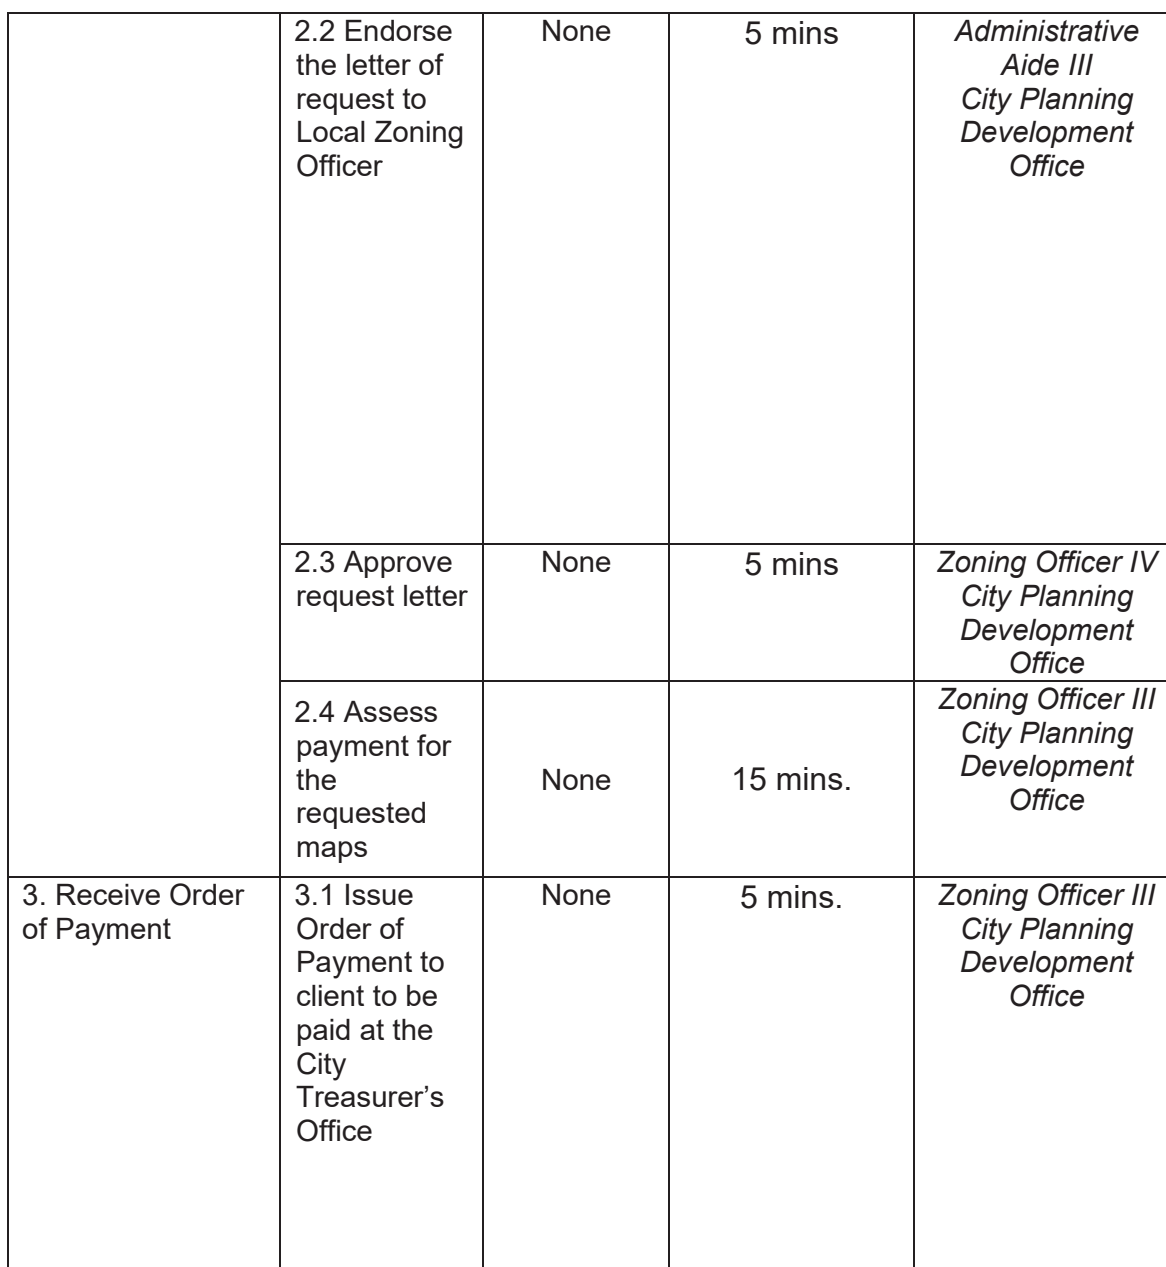 2.2 Endorse
the letter of
request to
Local Zoning
Officer
None
5 mins
Administrative
Aide III
City Planning
Development
Office
2.3 Approve
request letter
None
5 mins
Zoning Officer IV
City Planning
Development
Office
2.4 Assess
payment for
the
requested
maps
None
15 mins.
Zoning Officer III
City Planning
Development
Office
3. Receive Order
of Payment
3.1 Issue
Order of
Payment to
client to be
paid at the
City
Treasurer’s
Office
None
5 mins.
Zoning Officer III
City Planning
Development
Office